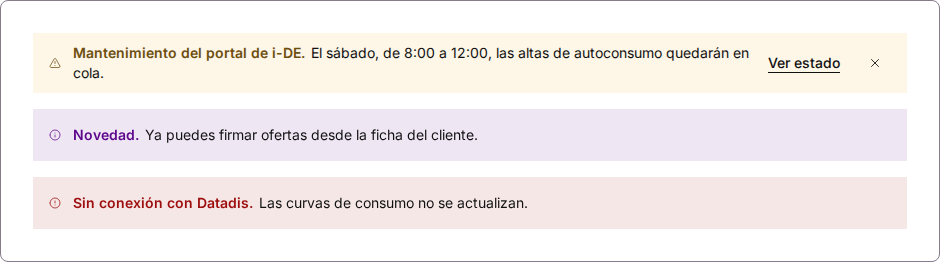 Mantenimiento del portal de i-DE. El sábado, de 8:00 a 12:00, las altas de autoconsumo quedarán en
cola.
Ver estado
Novedad. Ya puedes firmar ofertas desde la ficha del cliente.
Sin conexión con Datadis. Las curvas de consumo no se actualizan.